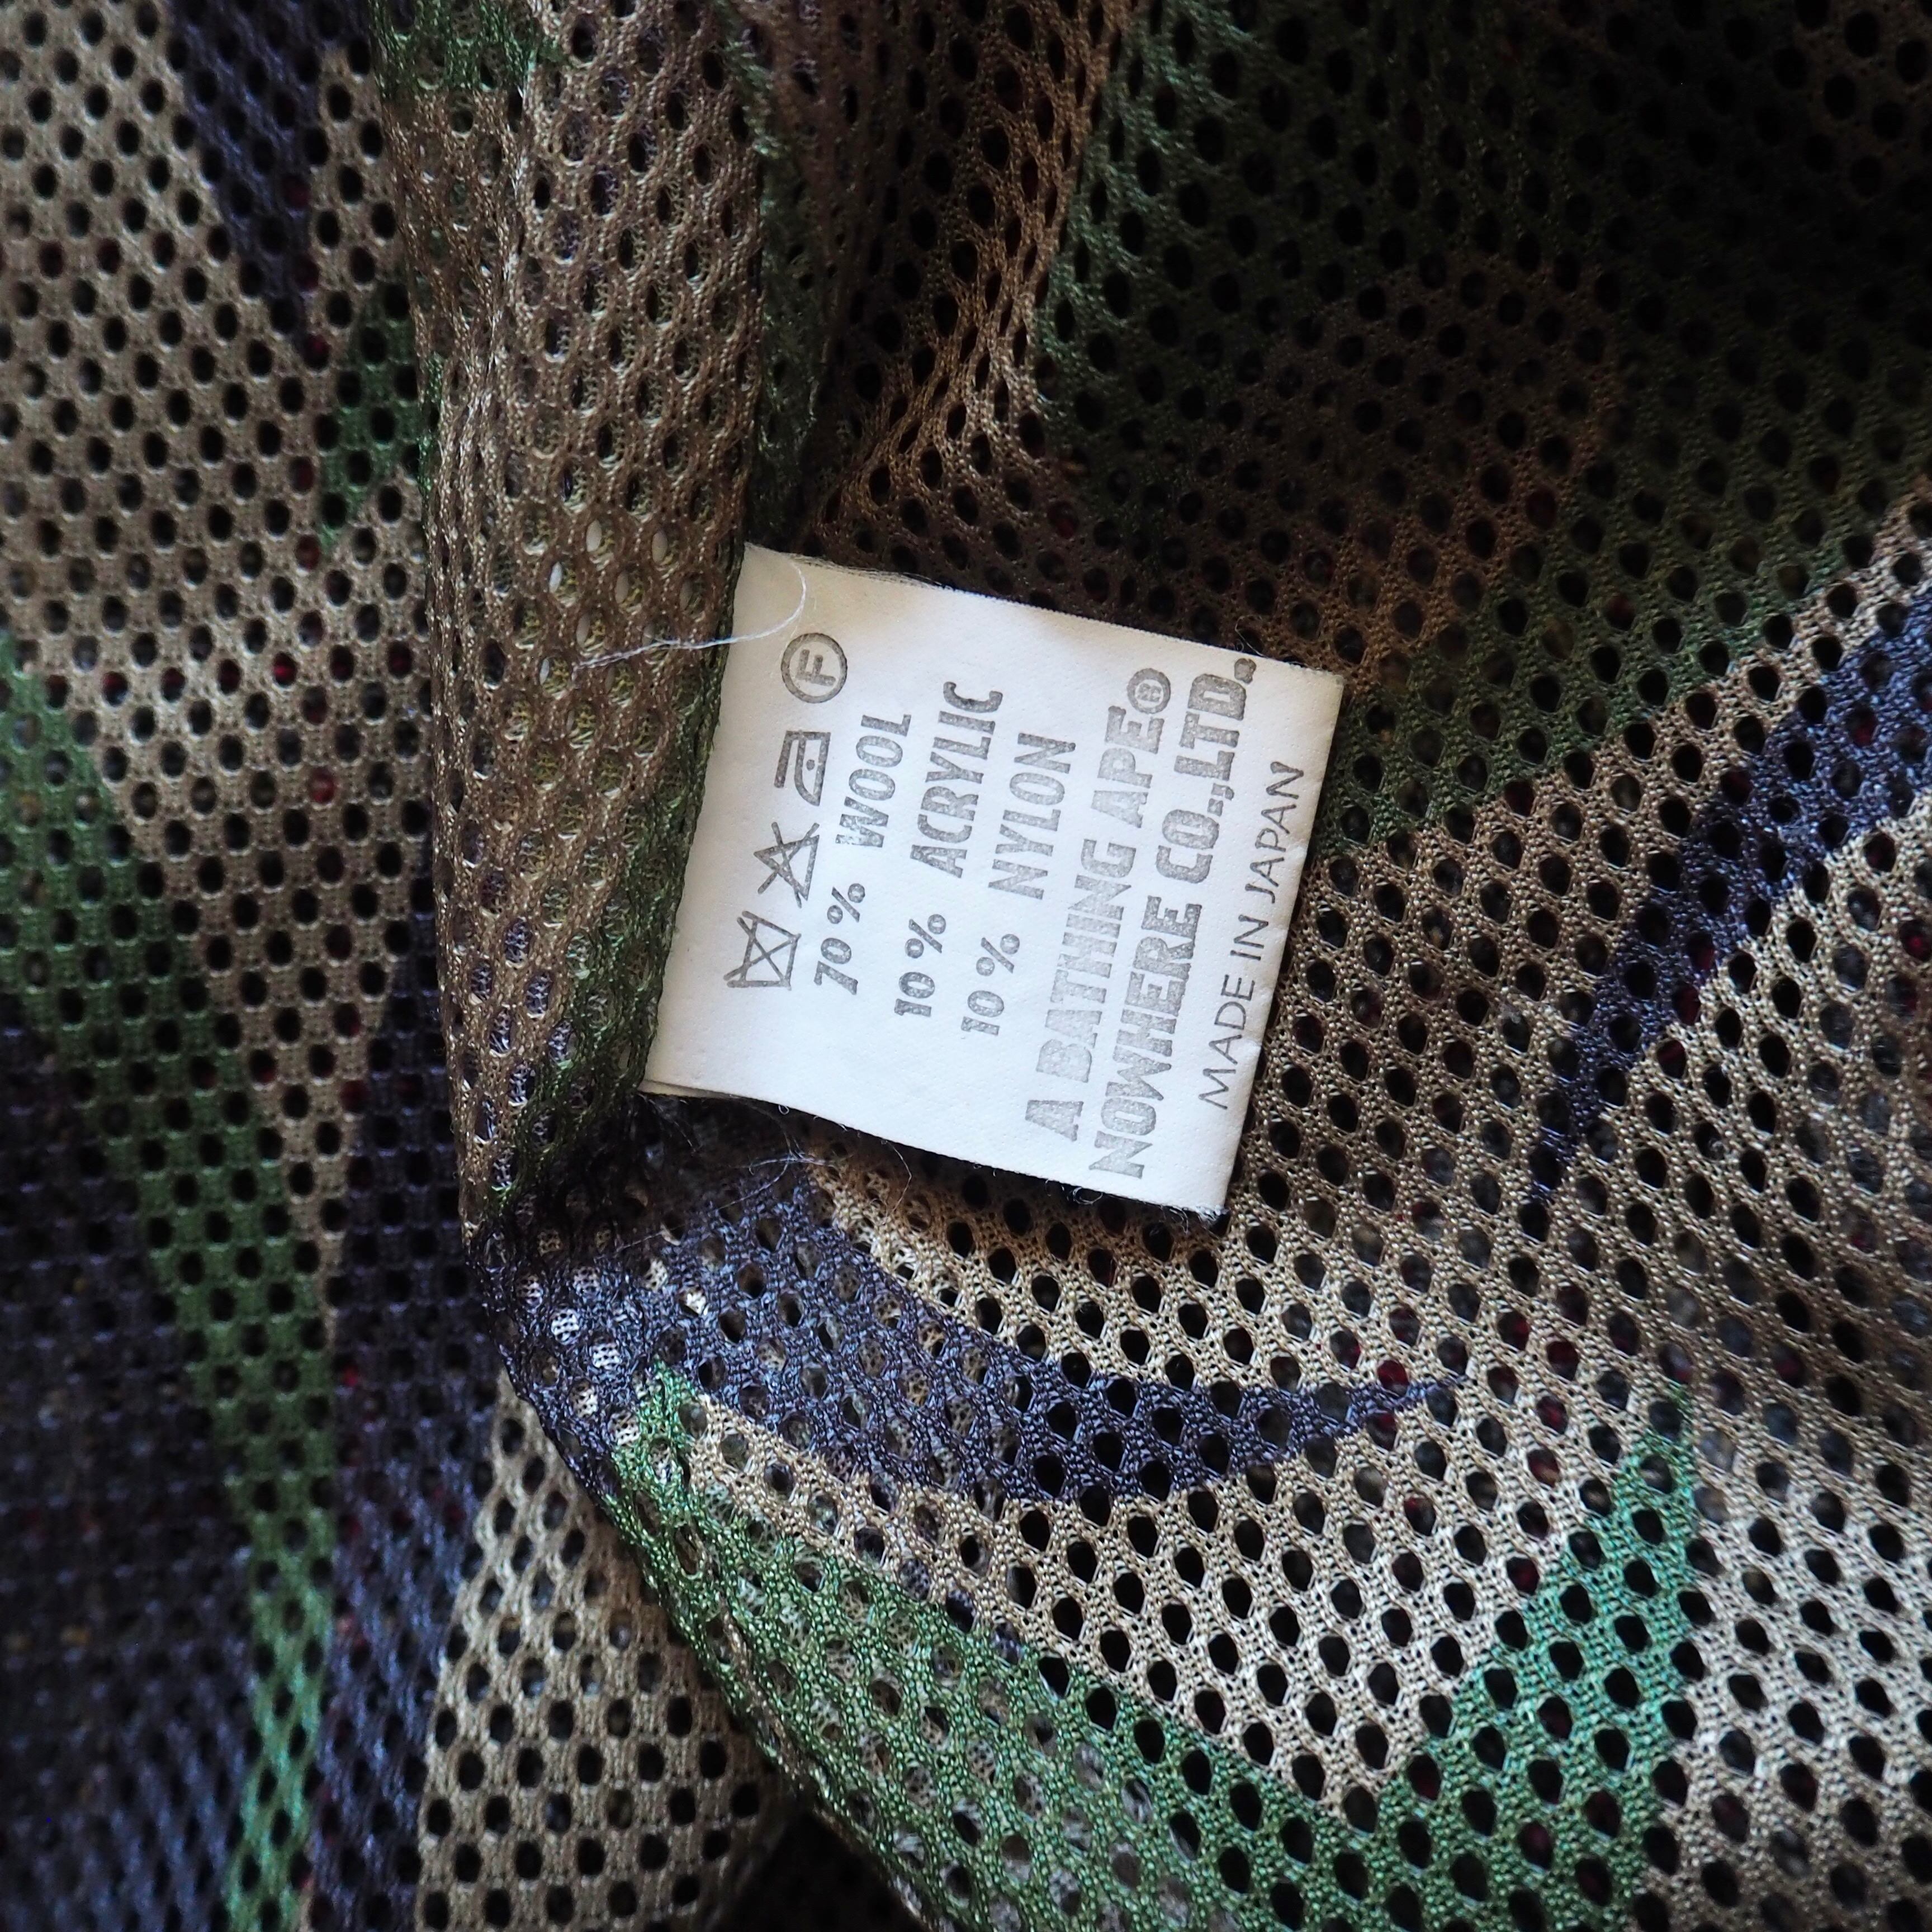 Ⓕ
70% WOOL
10% ACRYLIC
10% NYLON
A BATHING APE®
NOWHERE CO.,LTD.®
MADE IN JAPAN